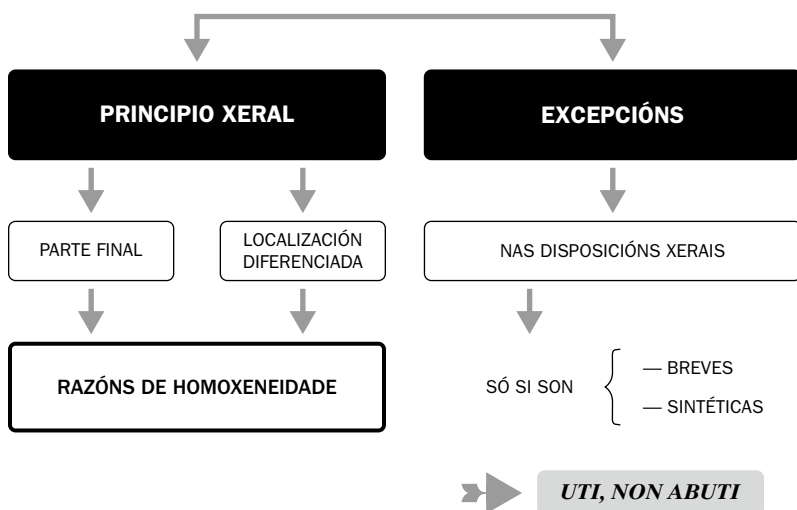 PRINCIPIO XERAL
EXCEPCIÓNS
PARTE FINAL
LOCALIZACIÓN
DIFERENCIADA
NAS DISPOSICIÓNS XERAIS
RAZÓNS DE HOMOXENEIDADE
SÓ SI SON
— BREVES
— SINTÉTICAS
UTI, NON ABUTI